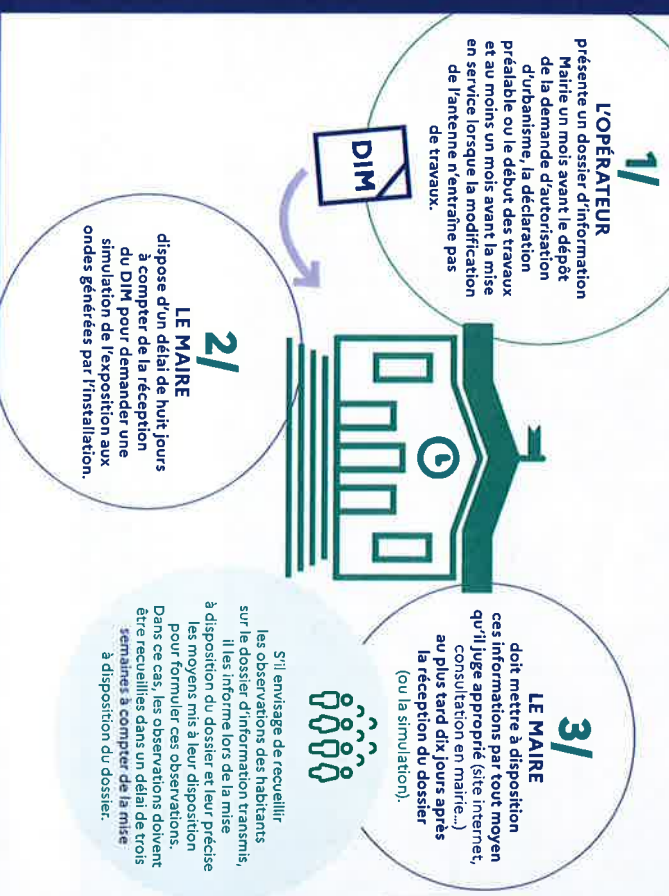 1/
L'OPÉRATEUR
présente un dossier d'information
Mairie un mois avant le dépôt
de la demande d'autorisation
d'urbanisme, la déclaration
préalable ou le début des travaux
et au moins un mois avant la mise
en service lorsque la modification
de l'antenne n'entraîne pas
de travaux.
DIM
2/
LE MAIRE
dispose d'un délai de huit jours
à compter de la réception
du DIM pour demander une
simulation de l'exposition aux
ondes générées par l'installation.
3/
LE MAIRE
doit mettre à disposition
ces informations par tout moyen
qu'il juge approprié (site internet,
consultation en mairie...)
au plus tard dix jours après
la réception du dossier
(ou la simulation).
S'il envisage de recueillir
les observations des habitants
sur le dossier d'information transmis,
il les informe lors de la mise
à disposition du dossier et leur précise
les moyens mis à leur disposition
pour formuler ces observations.
Dans ce cas, les observations doivent
être recueillies dans un délai de trois
semaines à compter de la mise
à disposition du dossier.